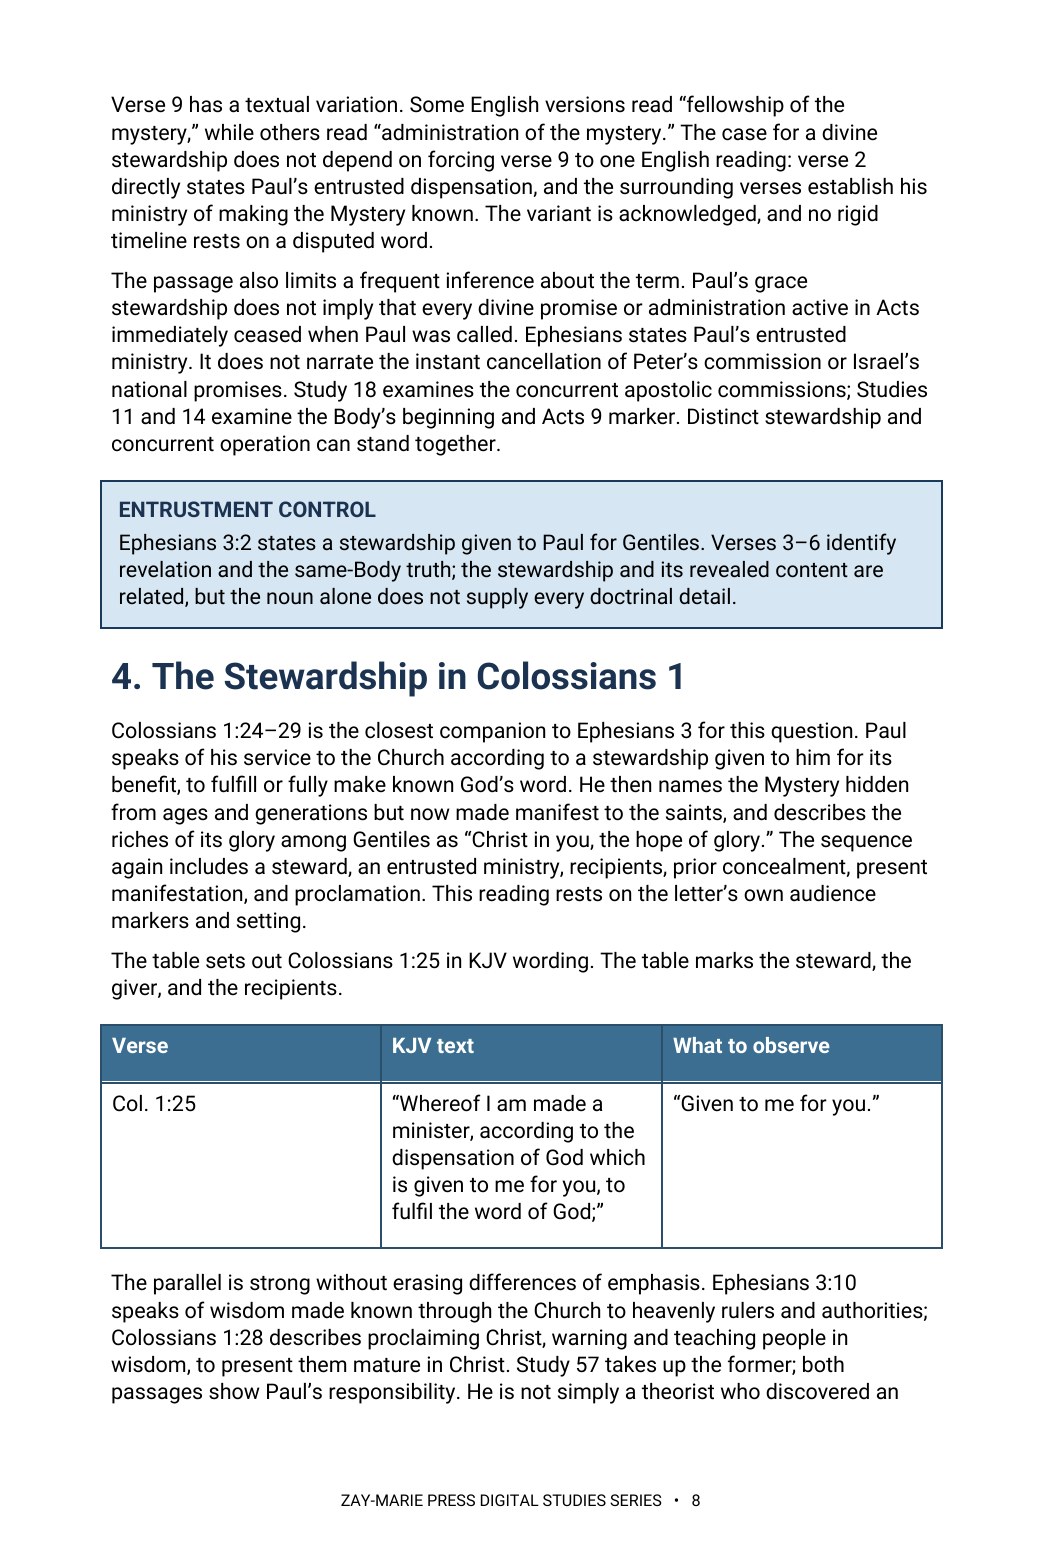 Verse 9 has a textual variation. Some English versions read “fellowship of the
mystery,” while others read “administration of the mystery.” The case for a divine
stewardship does not depend on forcing verse 9 to one English reading: verse 2
directly states Paul’s entrusted dispensation, and the surrounding verses establish his
ministry of making the Mystery known. The variant is acknowledged, and no rigid
timeline rests on a disputed word.
The passage also limits a frequent inference about the term. Paul’s grace
stewardship does not imply that every divine promise or administration active in Acts
immediately ceased when Paul was called. Ephesians states Paul’s entrusted
ministry. It does not narrate the instant cancellation of Peter’s commission or Israel’s
national promises. Study 18 examines the concurrent apostolic commissions; Studies
11 and 14 examine the Body’s beginning and Acts 9 marker. Distinct stewardship and
concurrent operation can stand together.
ENTRUSTMENT CONTROL
Ephesians 3:2 states a stewardship given to Paul for Gentiles. Verses 3–6 identify
revelation and the same-Body truth; the stewardship and its revealed content are
related, but the noun alone does not supply every doctrinal detail.
4. The Stewardship in Colossians 1
Colossians 1:24–29 is the closest companion to Ephesians 3 for this question. Paul
speaks of his service to the Church according to a stewardship given to him for its
benefit, to fulfill or fully make known God’s word. He then names the Mystery hidden
from ages and generations but now made manifest to the saints, and describes the
riches of its glory among Gentiles as “Christ in you, the hope of glory.” The sequence
again includes a steward, an entrusted ministry, recipients, prior concealment, present
manifestation, and proclamation. This reading rests on the letter’s own audience
markers and setting.
The table sets out Colossians 1:25 in KJV wording. The table marks the steward, the
giver, and the recipients.
Verse
KJV text
What to observe
Col. 1:25
“Whereof I am made a
minister, according to the
dispensation of God which
is given to me for you, to
fulfil the word of God;”
“Given to me for you.”
The parallel is strong without erasing differences of emphasis. Ephesians 3:10
speaks of wisdom made known through the Church to heavenly rulers and authorities;
Colossians 1:28 describes proclaiming Christ, warning and teaching people in
wisdom, to present them mature in Christ. Study 57 takes up the former; both
passages show Paul’s responsibility. He is not simply a theorist who discovered an
ZAY-MARIE PRESS DIGITAL STUDIES SERIES • 8